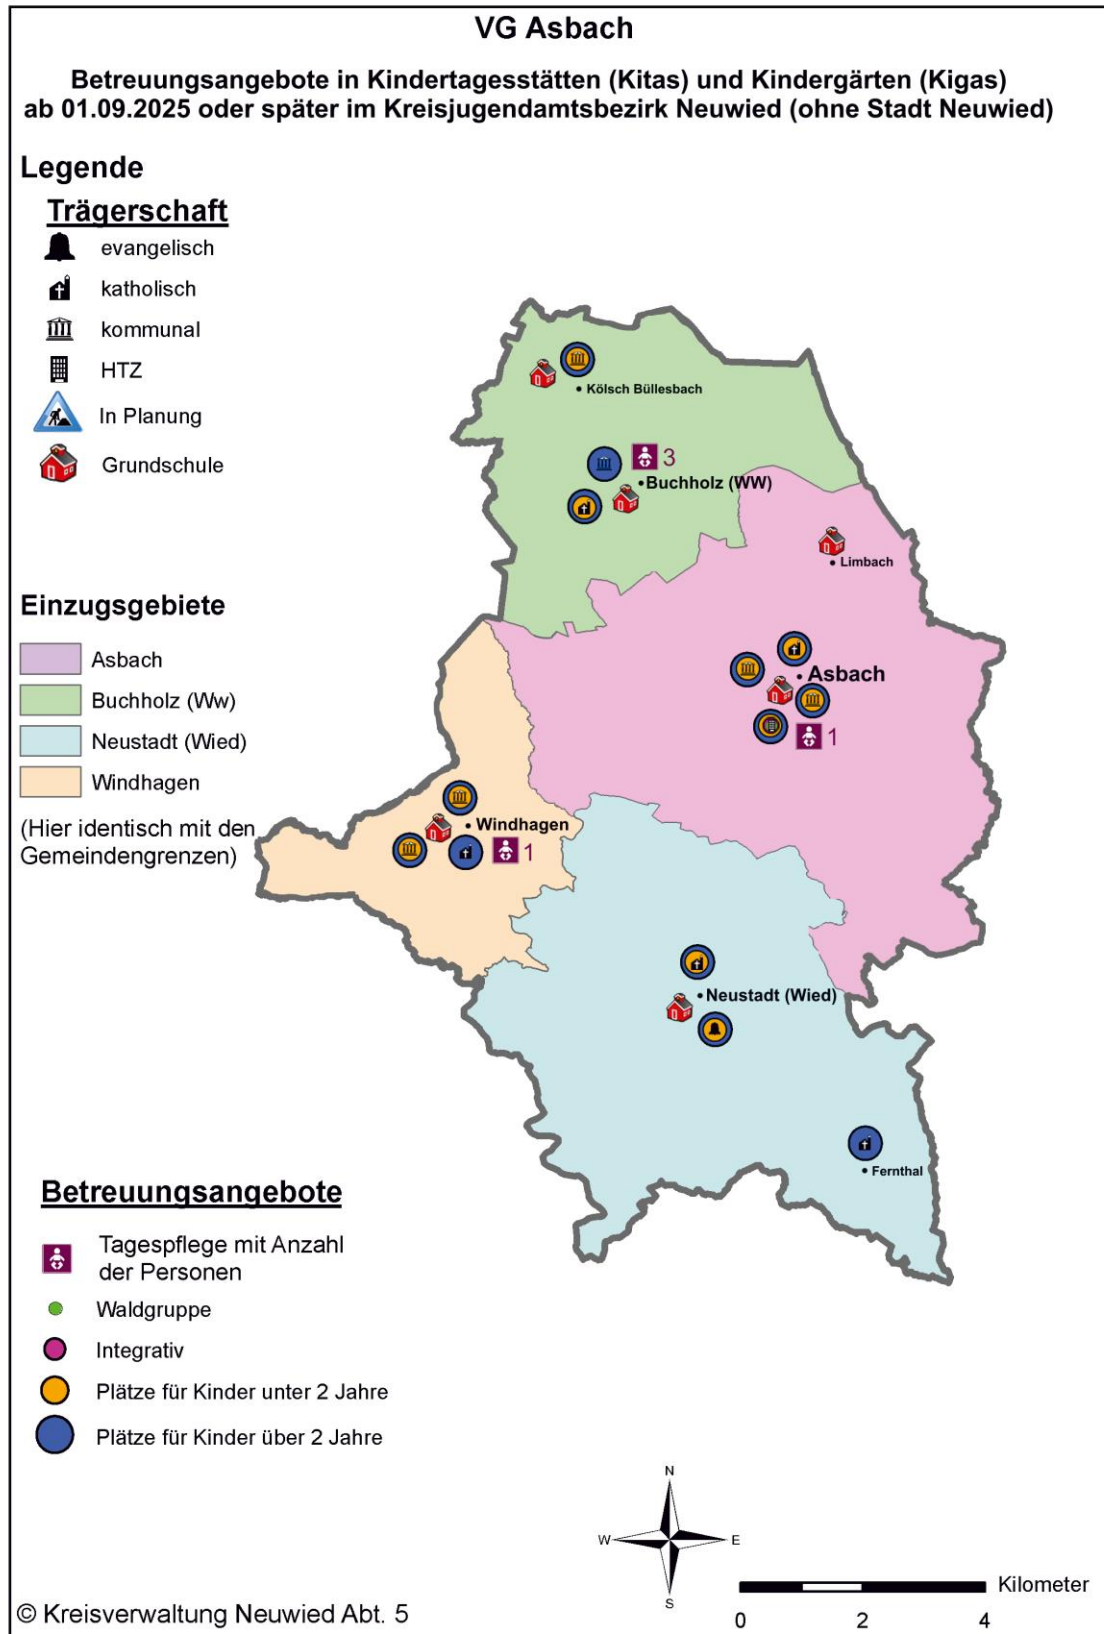 VG Asbach
Betreuungsangebote in Kindertagesstätten (Kitas) und Kindergärten (Kigas)
ab 01.09.2025 oder später im Kreisjugendamtsbezirk Neuwied (ohne Stadt Neuwied)
Legende
Trägerschaft
evangelisch
katholisch
kommunal
HTZ
In Planung
Grundschule
Einzugsgebiete
Asbach
Buchholz (Ww)
Neustadt (Wied)
Windhagen
(Hier identisch mit den
Gemeindengrenzen)
Kölsch Büllesbach
3
Buchholz (WW)
Limbach
Asbach
1
Windhagen
1
Neustadt (Wied)
Fernthal
Betreuungsangebote
Tagespflege mit Anzahl
der Personen
Waldgruppe
Integrativ
Plätze für Kinder unter 2 Jahre
Plätze für Kinder über 2 Jahre
N
W
E
S
Kilometer
0 2 4
© Kreisverwaltung Neuwied Abt. 5